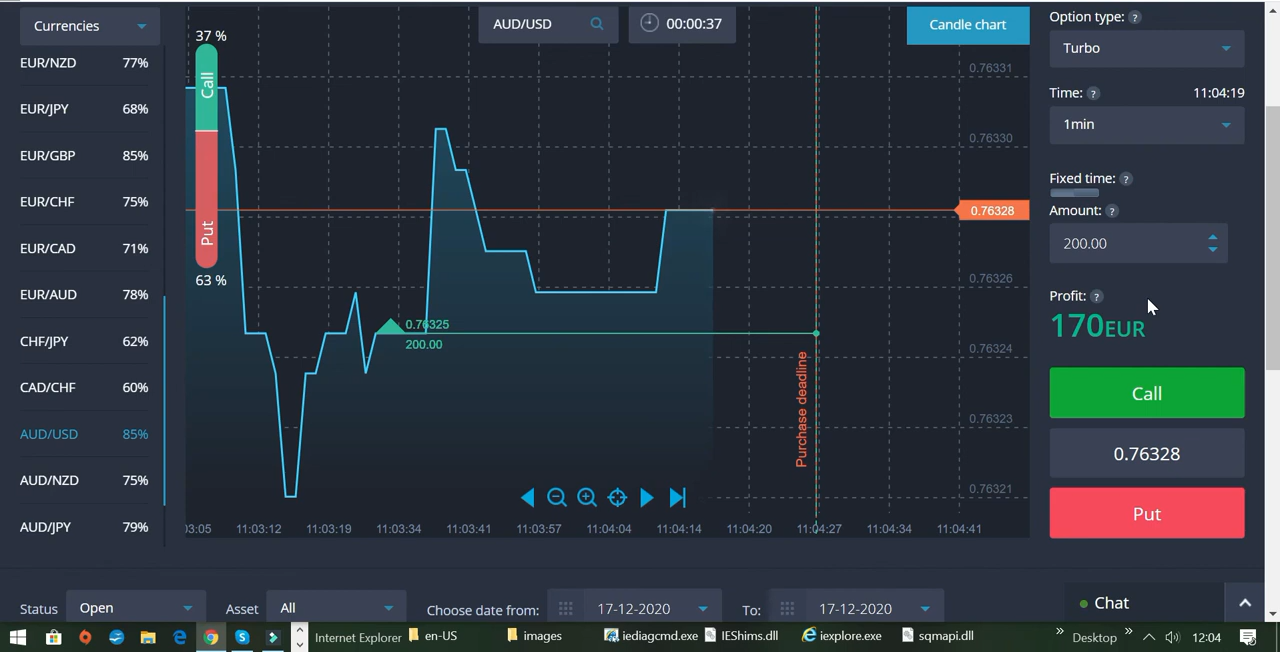 Currencies
EUR/NZD 77%
EUR/JPY 68%
EUR/GBP 85%
EUR/CHF 75%
EUR/CAD 71%
EUR/AUD 78%
CHF/JPY 62%
CAD/CHF 60%
AUD/USD 85%
AUD/NZD 75%
AUD/JPY 79%
37 %
Call
Put
63 %
AUD/USD
00:00:37
Candle chart
0.76331
0.76330
0.76328
0.76326
0.76324
0.76323
0.76321
0.76325
200.00
Purchase deadline
:03:05 11:03:12 11:03:19 11:03:34 11:03:41 11:03:57 11:04:04 11:04:14 11:04:20 11:04:27 11:04:34 11:04:41
Option type: ?
Turbo
Time: ? 11:04:19
1min
Fixed time: ?
Amount: ?
200.00
Profit: ?
170EUR
Call
0.76328
Put
Status Open Asset All Choose date from: 17-12-2020 To: 17-12-2020
Chat
Internet Explorer en-US images iediagcmd.exe IEShims.dll iexplore.exe sqmapi.dll » Desktop » 12:04